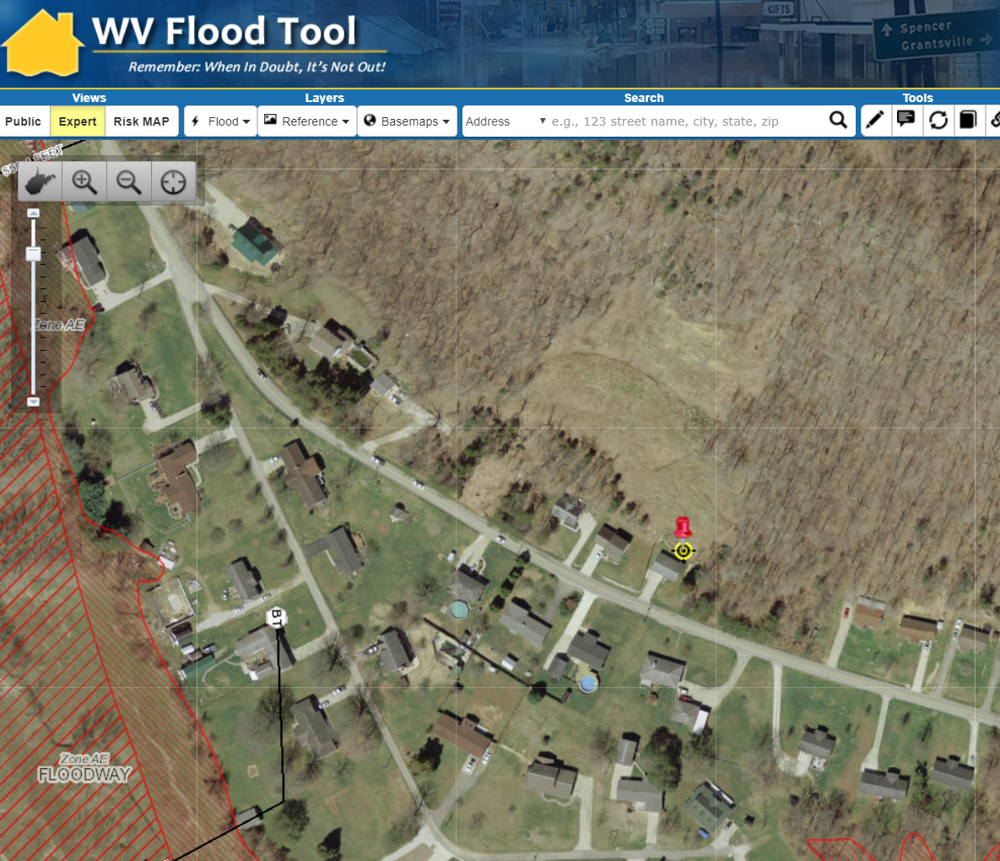 WV Flood Tool
Remember: When In Doubt, It's Not Out!
GIFTS
Spencer
Grantsville
Views
Layers
Search
Tools
Public
Expert
Risk MAP
Flood
Reference
Basemaps
Address
e.g., 123 street name, city, state, zip
FEET
Zone AE
BT
Zone AE
FLOODWAY